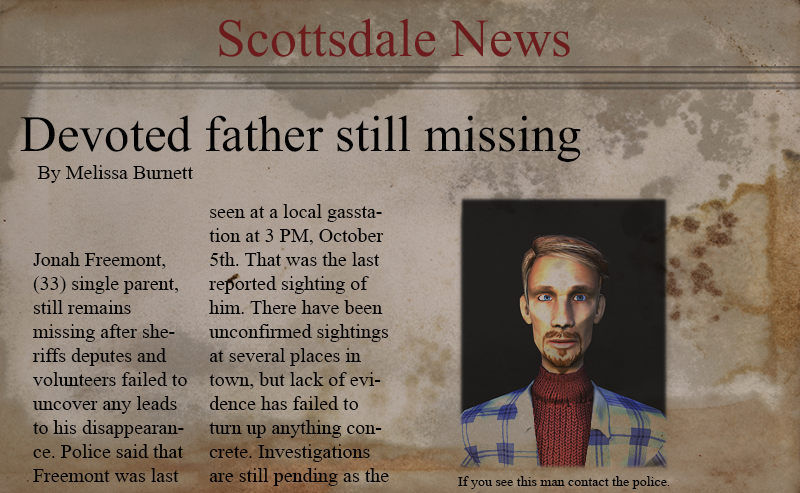 Scottsdale News
Devoted father still missing
By Melissa Burnett
Jonah Freemont,
(33) single parent,
still remains
missing after she-
riffs deputes and
volunteers failed to
uncover any leads
to his disappearan-
ce. Police said that
Freemont was last
seen at a local gassta-
tion at 3 PM, October
5th. That was the last
reported sighting of
him. There have been
unconfirmed sightings
at several places in
town, but lack of evi-
dence has failed to
turn up anything con-
crete. Investigations
are still pending as the
If you see this man contact the police.